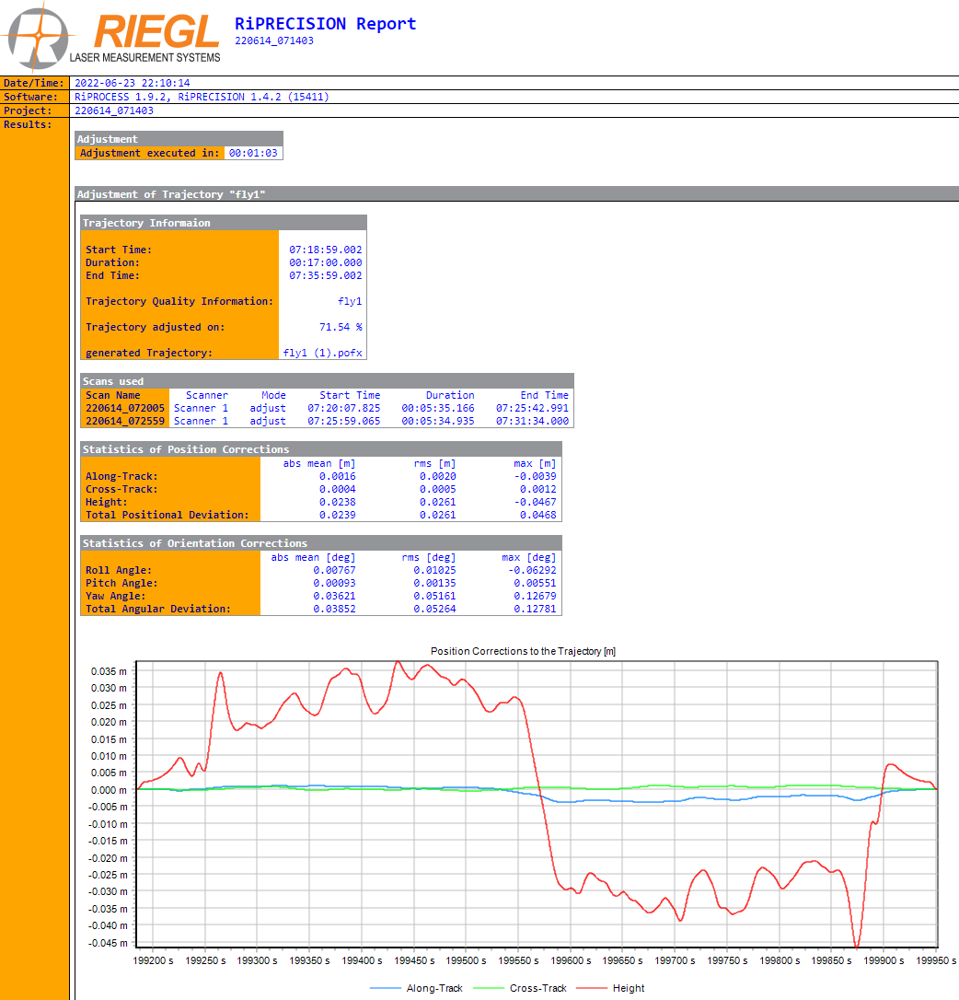 RIEGL
LASER MEASUREMENT SYSTEMS
RiPRECISION Report
220614_071403
Date/Time: 2022-06-23 22:10:14
Software: RiPROCESS 1.9.2, RiPRECISION 1.4.2 (15411)
Project: 220614_071403
Results:
Adjustment
Adjustment executed in: 00:01:03
Adjustment of Trajectory "fly1"
Trajectory Informaion
Start Time: 07:18:59.002
Duration: 00:17:00.000
End Time: 07:35:59.002
Trajectory Quality Information: fly1
Trajectory adjusted on: 71.54 %
generated Trajectory: fly1 (1).pofx
Scans used
Scan Name Scanner Mode Start Time Duration End Time
220614_072005 Scanner 1 adjust 07:20:07.825 00:05:35.166 07:25:42.991
220614_072559 Scanner 1 adjust 07:25:59.065 00:05:34.935 07:31:34.000
Statistics of Position Corrections
abs mean [m] rms [m] max [m]
Along-Track: 0.0016 0.0020 -0.0039
Cross-Track: 0.0004 0.0005 0.0012
Height: 0.0238 0.0261 -0.0467
Total Positional Deviation: 0.0239 0.0261 0.0468
Statistics of Orientation Corrections
abs mean [deg] rms [deg] max [deg]
Roll Angle: 0.00767 0.01025 -0.06292
Pitch Angle: 0.00093 0.00135 0.00551
Yaw Angle: 0.03621 0.05161 0.12679
Total Angular Deviation: 0.03852 0.05264 0.12781
Position Corrections to the Trajectory [m]
0.035 m
0.030 m
0.025 m
0.020 m
0.015 m
0.010 m
0.005 m
0.000 m
-0.005 m
-0.010 m
-0.015 m
-0.020 m
-0.025 m
-0.030 m
-0.035 m
-0.040 m
-0.045 m
199200 s 199250 s 199300 s 199350 s 199400 s 199450 s 199500 s 199550 s 199600 s 199650 s 199700 s 199750 s 199800 s 199850 s 199900 s 199950 s
Along-Track Cross-Track Height